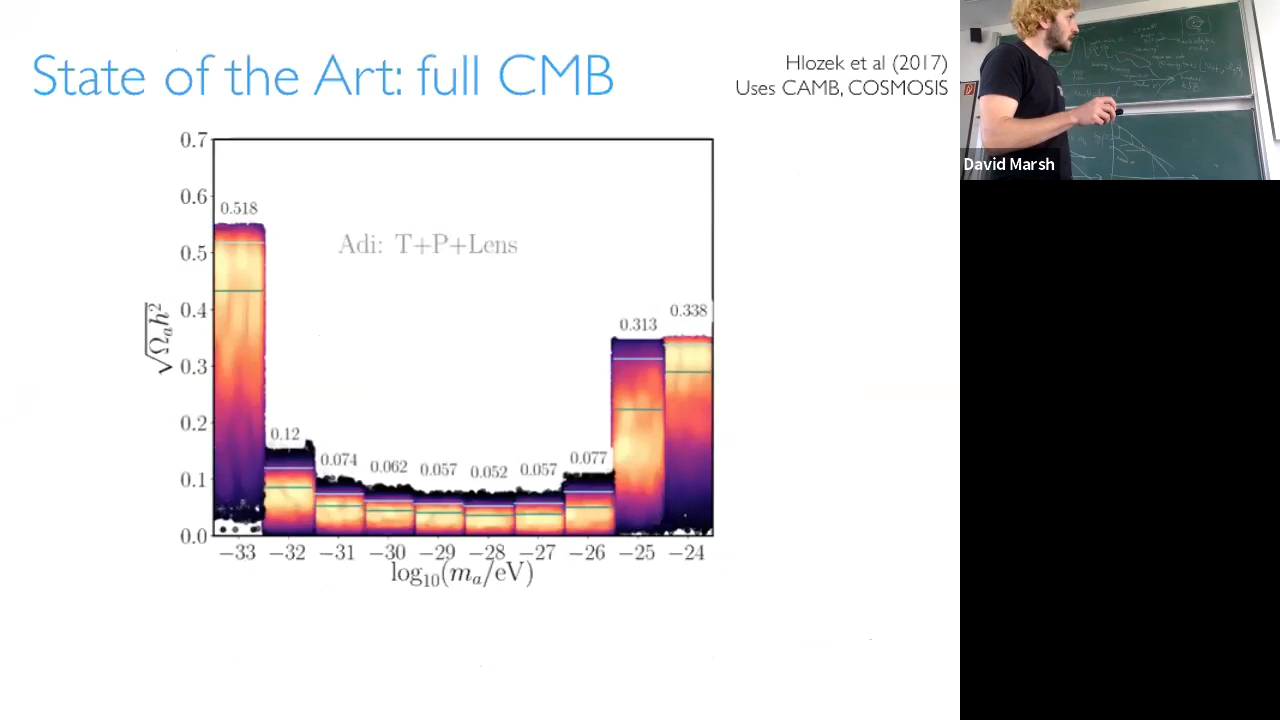 State of the Art: full CMB
Hlozek et al (2017)
Uses CAMB, COSMOSIS
David Marsh
0.7
0.6
0.5
0.4
0.3
0.2
0.1
0.0
√Ωₐh²
Adi: T+P+Lens
0.518
0.12
0.074
0.062
0.057
0.052
0.057
0.077
0.313
0.338
−33 −32 −31 −30 −29 −28 −27 −26 −25 −24
log₁₀(mₐ/eV)